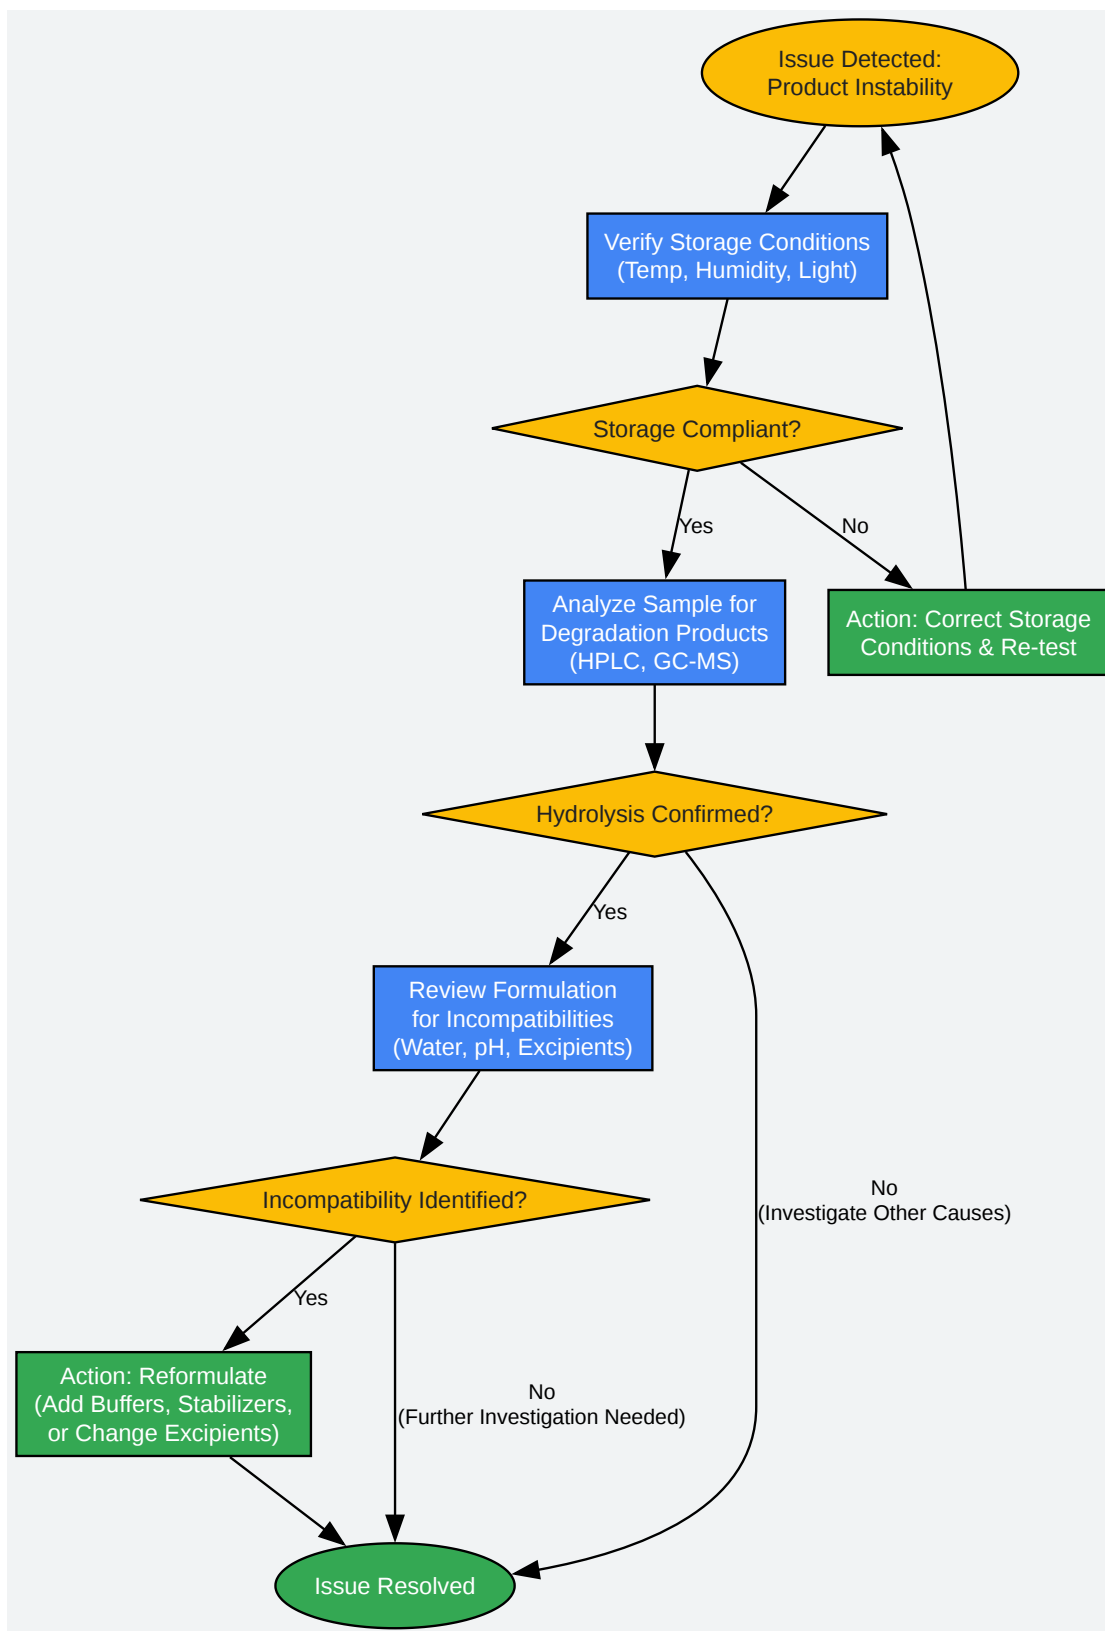 Issue Detected:
Product Instability
Verify Storage Conditions
(Temp, Humidity, Light)
Storage Compliant?
Yes
No
Analyze Sample for
Degradation Products
(HPLC, GC-MS)
Action: Correct Storage
Conditions & Re-test
Hydrolysis Confirmed?
Yes
Review Formulation
for Incompatibilities
(Water, pH, Excipients)
Incompatibility Identified?
No
(Investigate Other Causes)
Yes
Action: Reformulate
(Add Buffers, Stabilizers,
or Change Excipients)
No
(Further Investigation Needed)
Issue Resolved